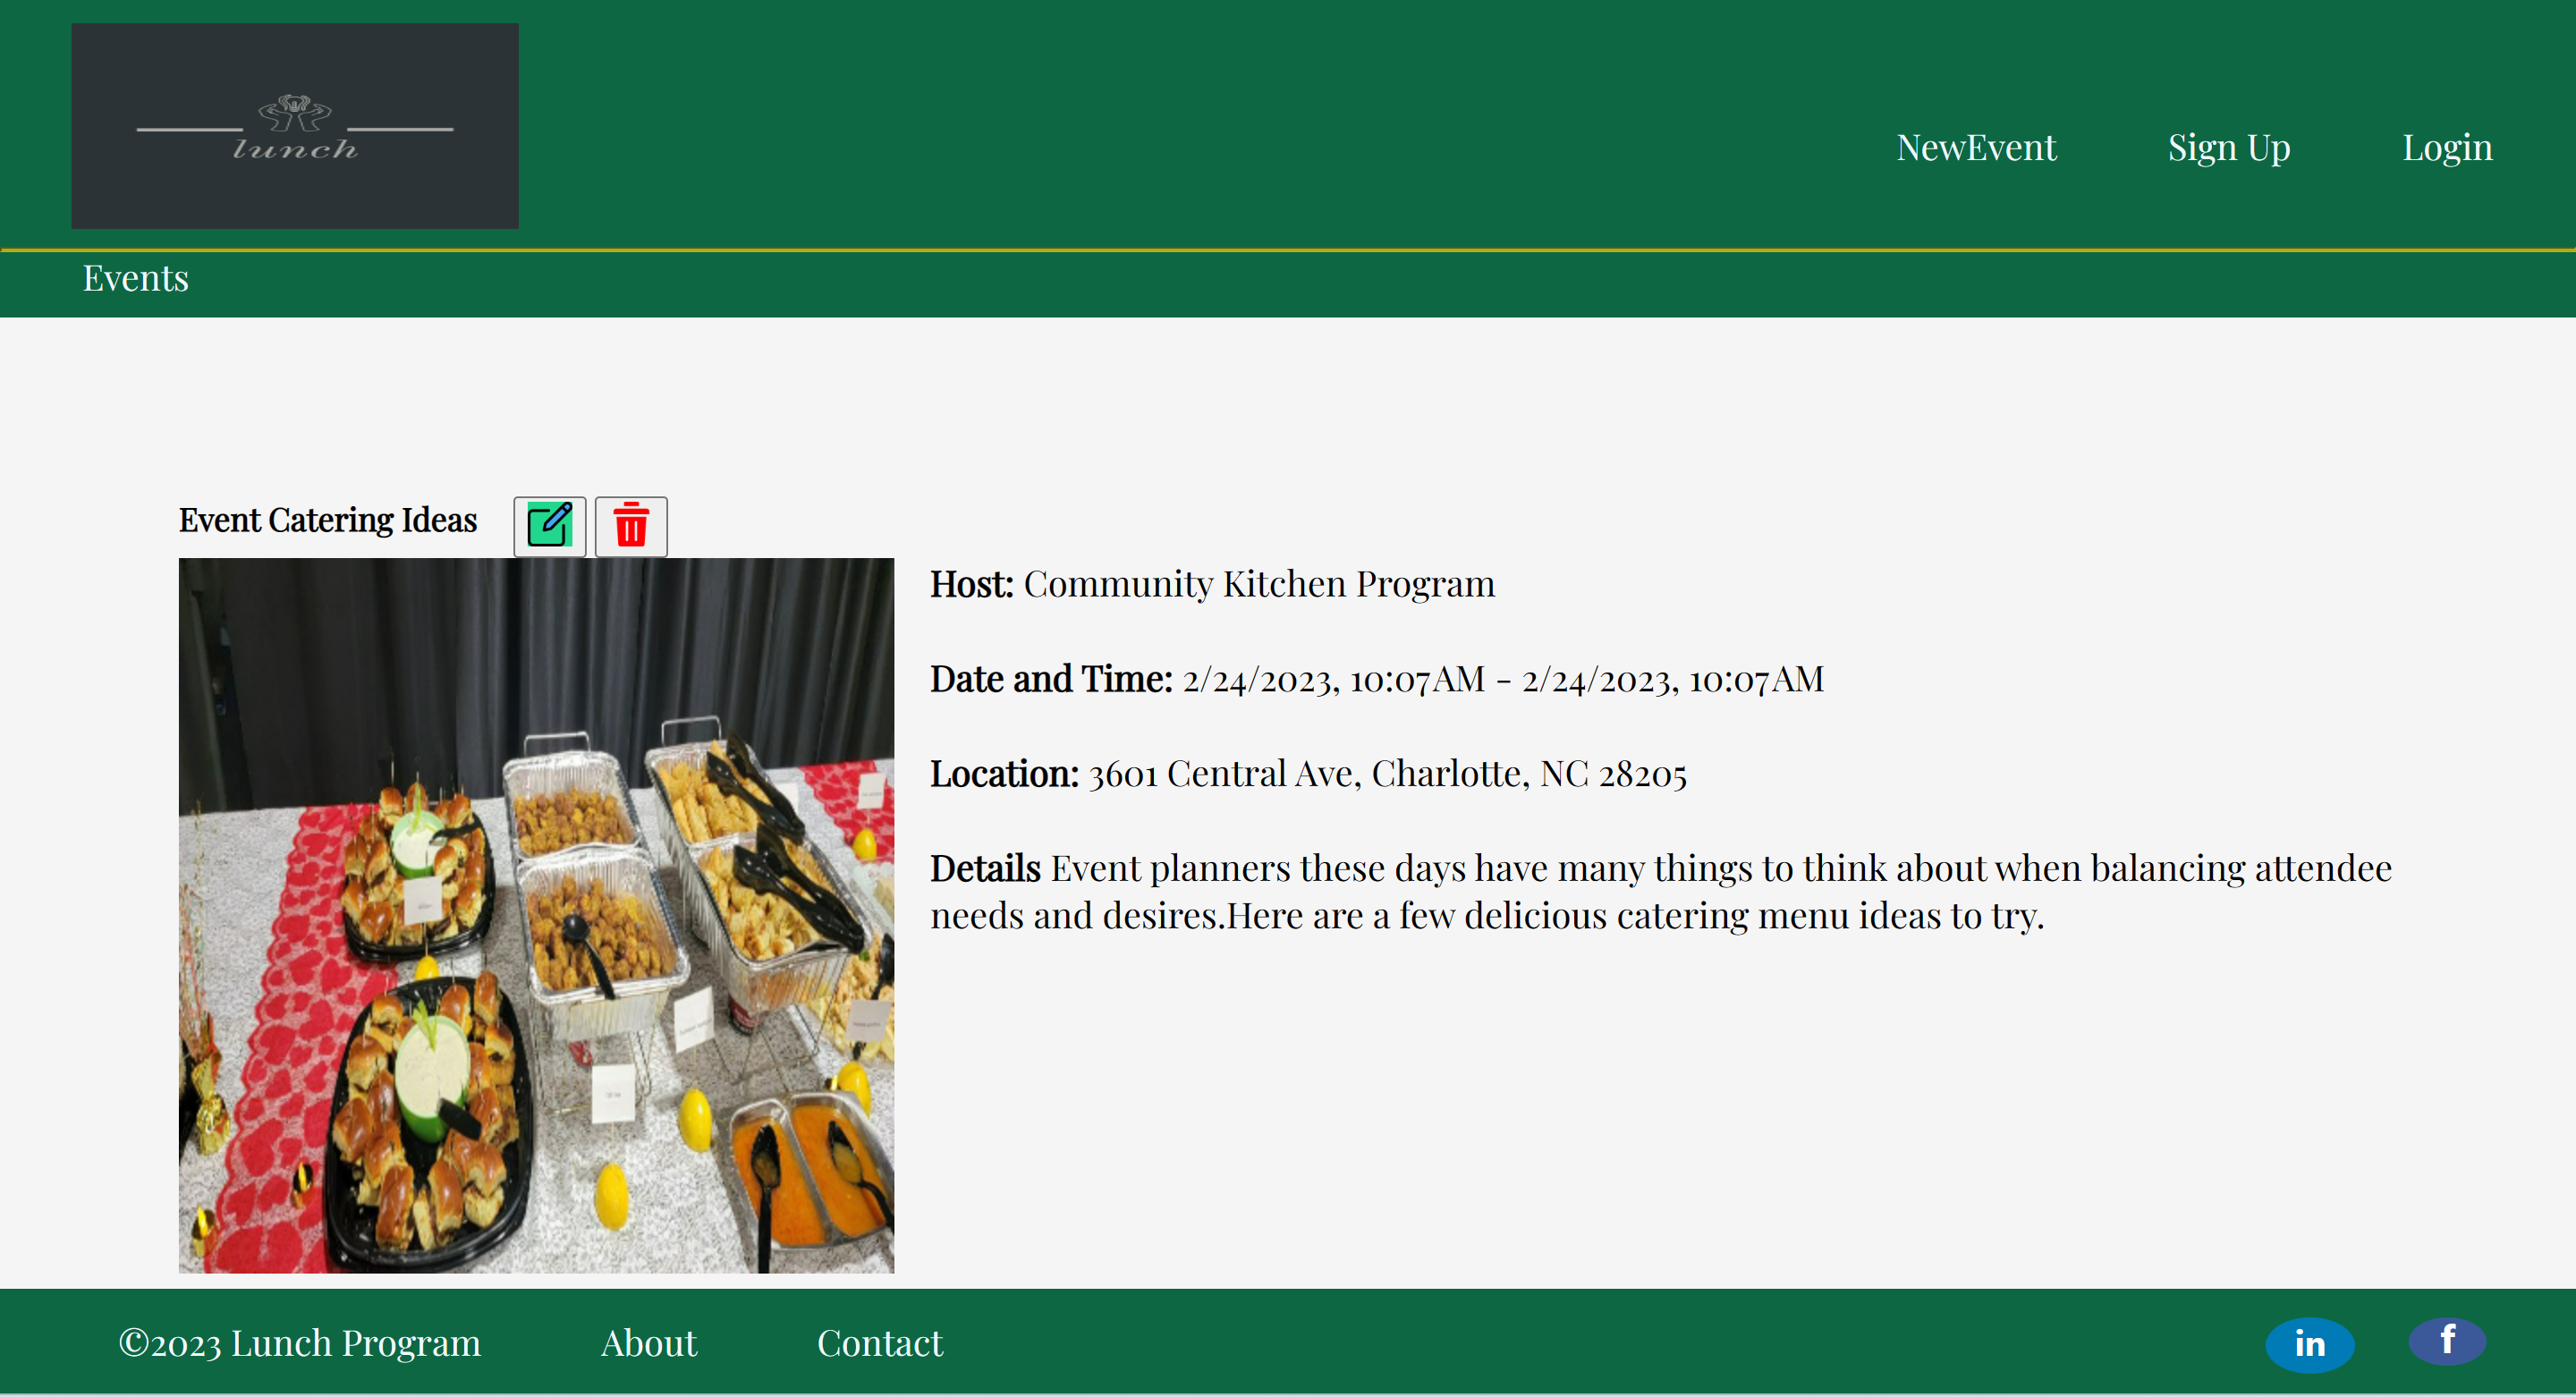 lunch
NewEvent Sign Up Login
Events
Event Catering Ideas
Host: Community Kitchen Program
Date and Time: 2/24/2023, 10:07AM - 2/24/2023, 10:07AM
Location: 3601 Central Ave, Charlotte, NC 28205
Details Event planners these days have many things to think about when balancing attendee
needs and desires.Here are a few delicious catering menu ideas to try.
©2023 Lunch Program About Contact in f